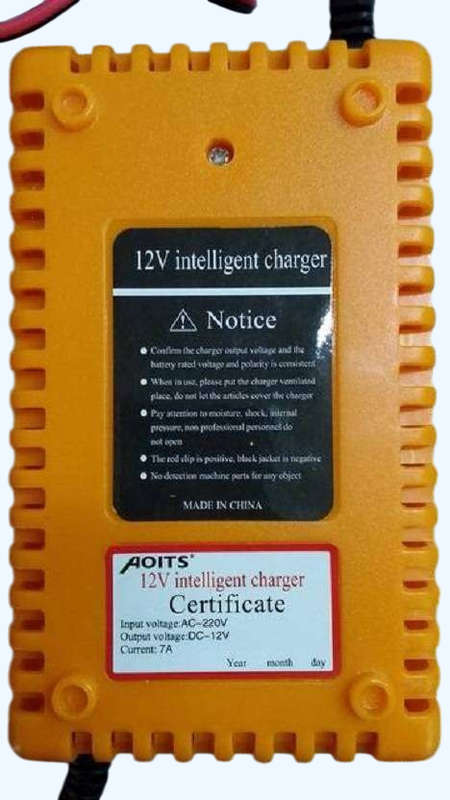 12V intelligent charger
⚠ Notice
● Confirm the charger output voltage and the
battery rated voltage and polarity is consistent
● When in use, please put the charger ventilated
place, do not let the articles cover the charger
● Pay attention to moisture, shock, internal
pressure, non professional personnel do
not open
● The red clip is positive, black jacket is negative
● No detection machine parts for any object
MADE IN CHINA
AOITS®
12V intelligent charger
Certificate
Input voltage:AC~220V
Output voltage:DC~12V
Current: 7A
Year month day